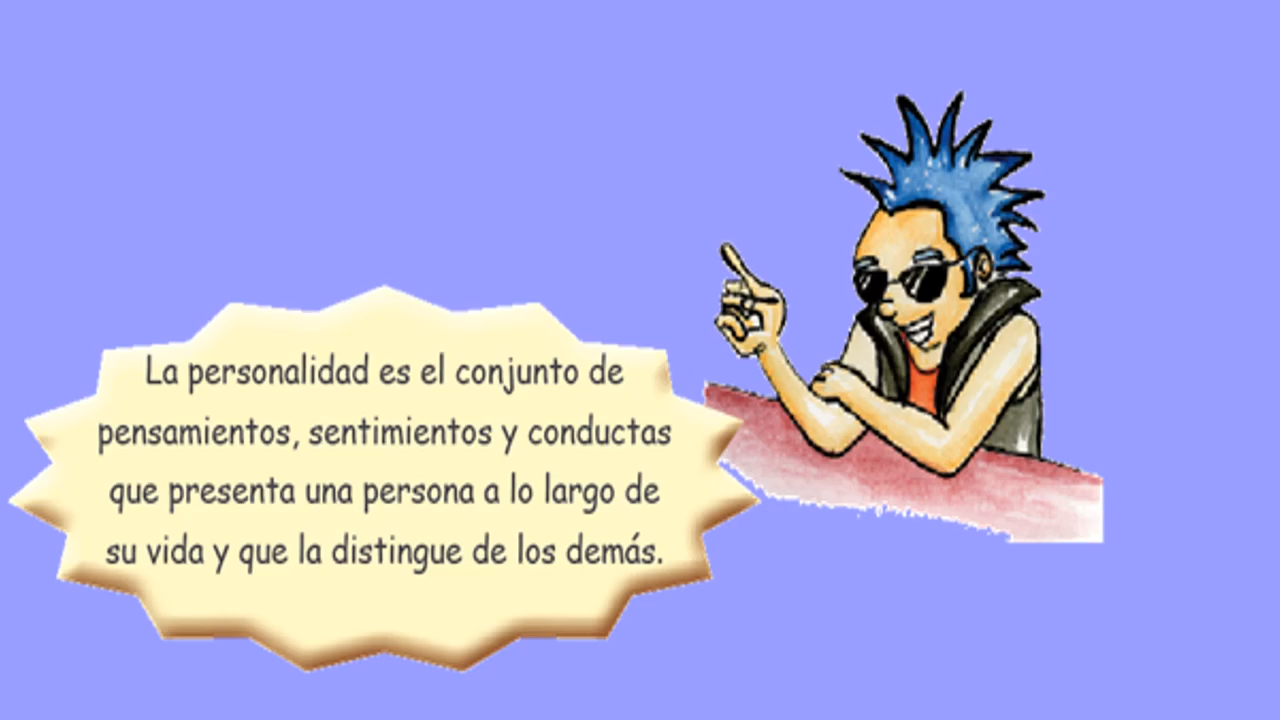 La personalidad es el conjunto de
pensamientos, sentimientos y conductas
que presenta una persona a lo largo de
su vida y que la distingue de los demás.